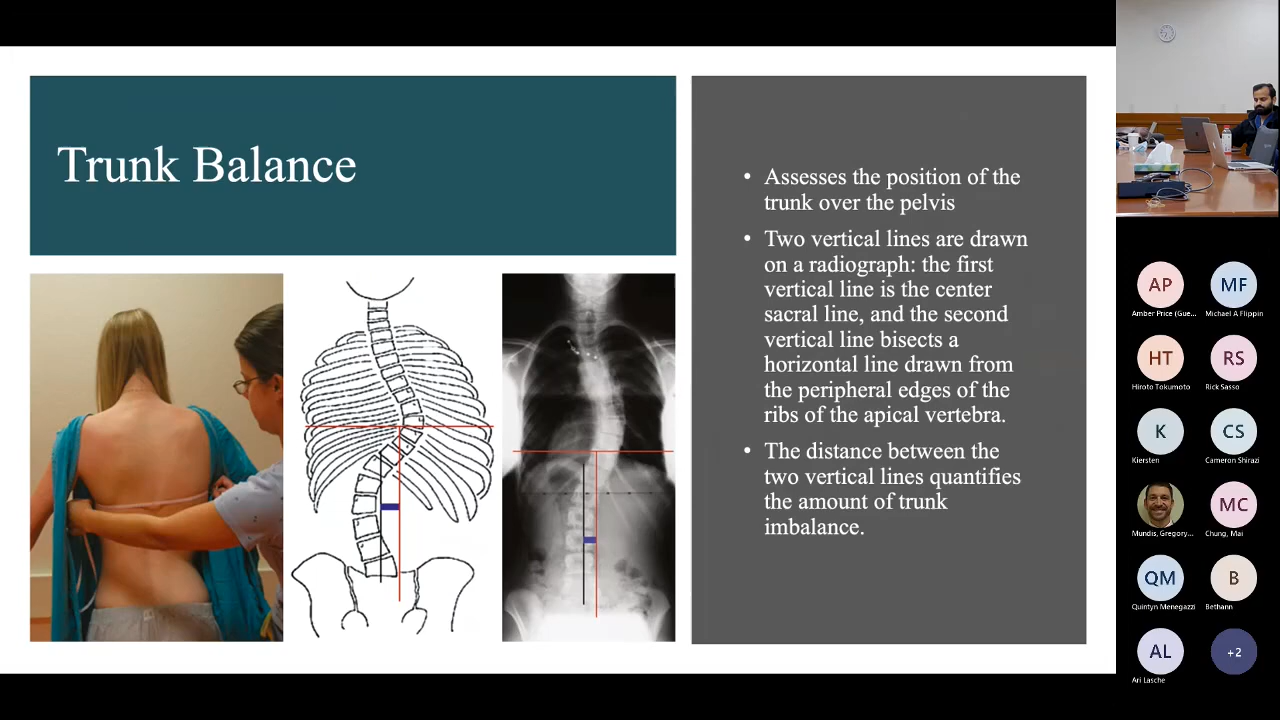 Trunk Balance
• Assesses the position of the
trunk over the pelvis
• Two vertical lines are drawn
on a radiograph: the first
vertical line is the center
sacral line, and the second
vertical line bisects a
horizontal line drawn from
the peripheral edges of the
ribs of the apical vertebra.
• The distance between the
two vertical lines quantifies
the amount of trunk
imbalance.
AP
MF
Amber Price (Gue...
Michael A Flippin
HT
RS
Hiroto Tokumoto
Rick Sasso
K
CS
Kiersten
Cameron Shirazi
MC
Mundis, Gregory...
Chung, Mai
QM
B
Quintyn Menegazzi
Bethann
AL
+2
Ari Lasche